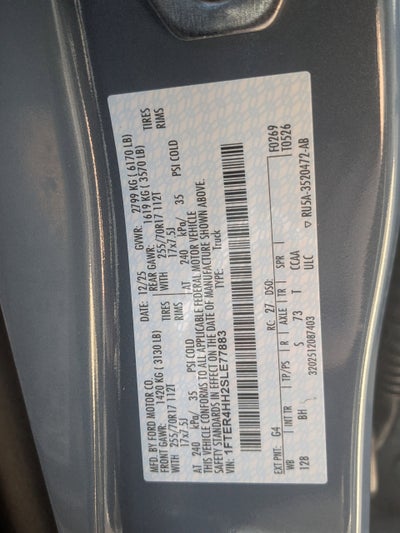 MFD. BY FORD MOTOR CO.
DATE: 12/25 GVWR: 2799 KG ( 6170 LB)
FRONT GAWR: 1420 KG ( 3130 LB) REAR GAWR: 1619 KG ( 3570 LB)
WITH 255/70R17 112T TIRES WITH 255/70R17 112T TIRES
17x7.5J RIMS 17x7.5J RIMS
AT 240 kPa/ 35 PSI COLD AT 240 kPa/ 35 PSI COLD
THIS VEHICLE CONFORMS TO ALL APPLICABLE FEDERAL MOTOR VEHICLE
SAFETY STANDARDS IN EFFECT ON THE DATE OF MANUFACTURE SHOWN ABOVE.
VIN: 1FTER4HH2SLE77883 TYPE: Truck
F0269
T0526
EXT PNT: G4 RC: 27 DSO:
WB INT TR TP/PS R AXLE TR SPR
128 BH S 73 T CCAA
3202512087403 ULC
▽ RU5A-3520472-AB